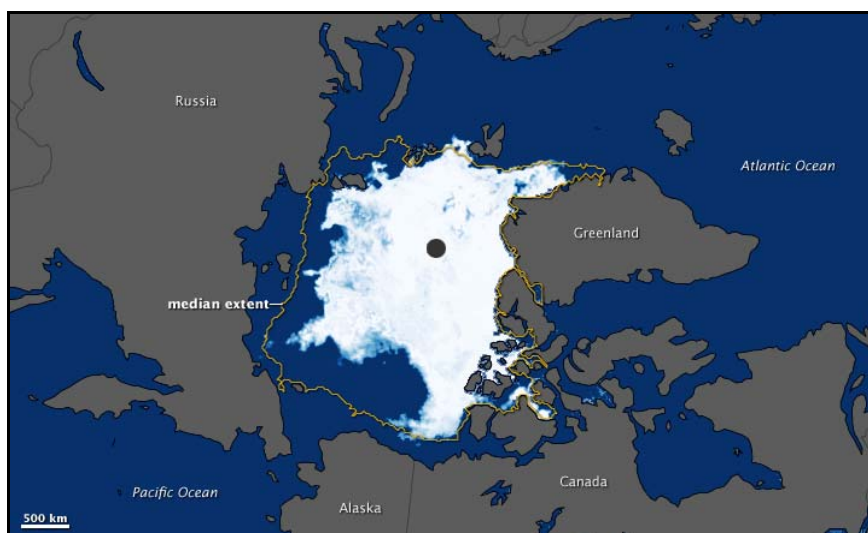 Russia
Atlantic Ocean
Greenland
median extent
Pacific Ocean
Alaska
Canada
500 km